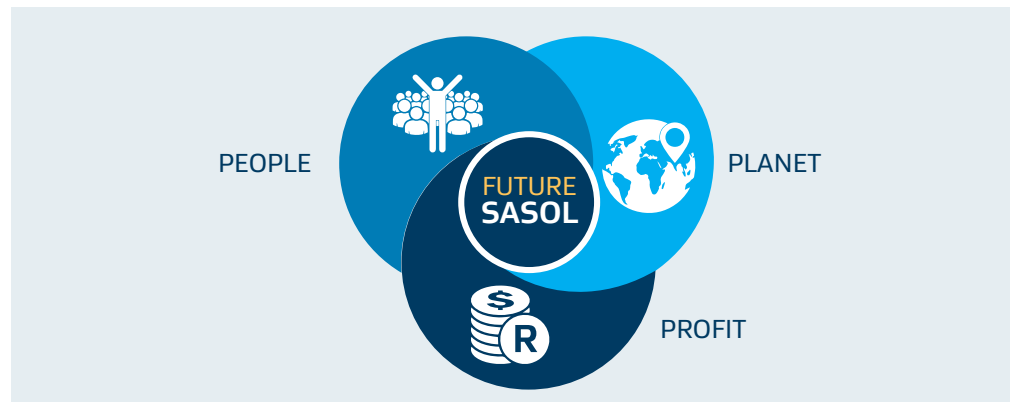 PEOPLE
PLANET
FUTURE
SASOL
$
R
PROFIT